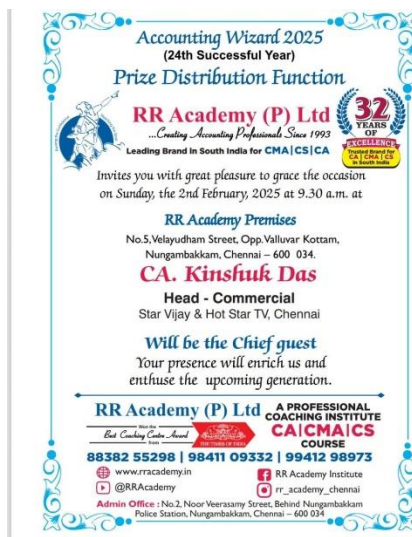 Accounting Wizard 2025
(24th Successful Year)
Prize Distribution Function
RR Academy (P) Ltd
...Creating Accounting Professionals Since 1993
Leading Brand in South India for CMA|CS|CA
32
YEARS
OF
EXCELLENCE
Trusted Brand for
CA | CMA | CS
in South India
Invites you with great pleasure to grace the occasion
on Sunday, the 2nd February, 2025 at 9.30 a.m. at
RR Academy Premises
No.5,Velayudham Street, Opp.Valluvar Kottam,
Nungambakkam, Chennai – 600 034.
CA. Kinshuk Das
Head - Commercial
Star Vijay & Hot Star TV, Chennai
Will be the Chief guest
Your presence will enrich us and
enthuse the upcoming generation.
RR Academy (P) Ltd
Won the
Best Coaching Centre Award
from
THE TIMES OF INDIA
A PROFESSIONAL
COACHING INSTITUTE
CA|CMA|CS
COURSE
88382 55298 | 98411 09332 | 99412 98973
www.rracademy.in
RR Academy Institute
@RRAcademy
rr_academy_chennai
Admin Office : No.2, Noor Veerasamy Street, Behind Nungambakkam
Police Station, Nungambakkam, Chennai – 600 034